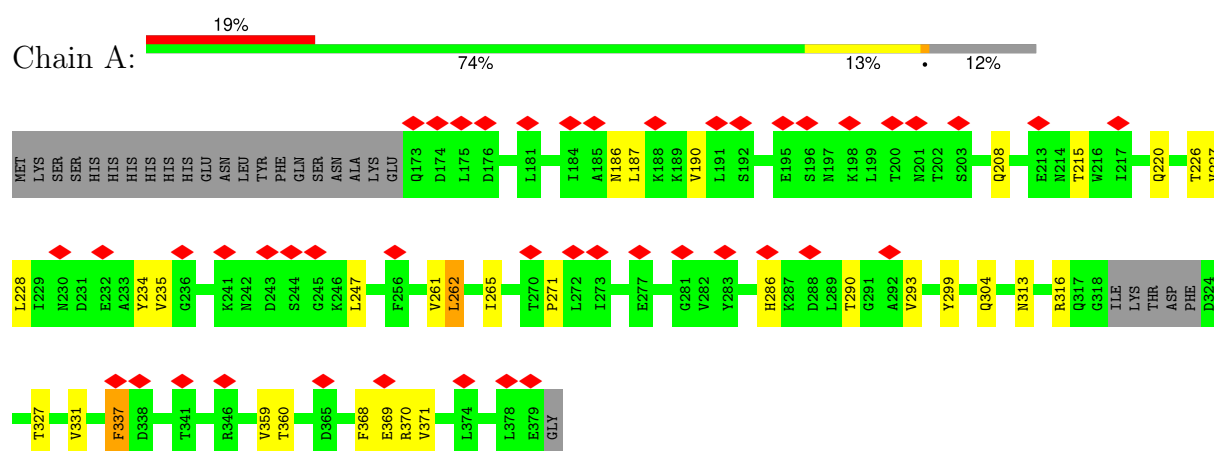 19%
Chain A:
74% 13% • 12%
MET LYS SER SER HIS HIS HIS HIS HIS HIS GLU ASN LEU TYR PHE GLN SER ASN ALA LYS GLU Q173 D174 L175 D176 L181 I184 A185 N186 L187 K188 K189 V190 L191 S192 E195 S196 N197 K198 L199 T200 N201 T202 S203 Q208 E213 N214 T215 W216 I217 Q220 T226 V227
L228 I229 N230 D231 E232 A233 Y234 V235 G236 K241 N242 D243 S244 G245 K246 L247 F256 V261 L262 I265 T270 P271 L272 I273 E277 G281 V282 Y283 H286 K287 D288 L289 T290 G291 A292 V293 Y299 Q304 N313 R316 Q317 G318 ILE LYS THR ASP PHE D324
T327 V331 F337 D338 T341 R346 V359 T360 D365 F368 E369 R370 V371 L374 L378 E379 GLY